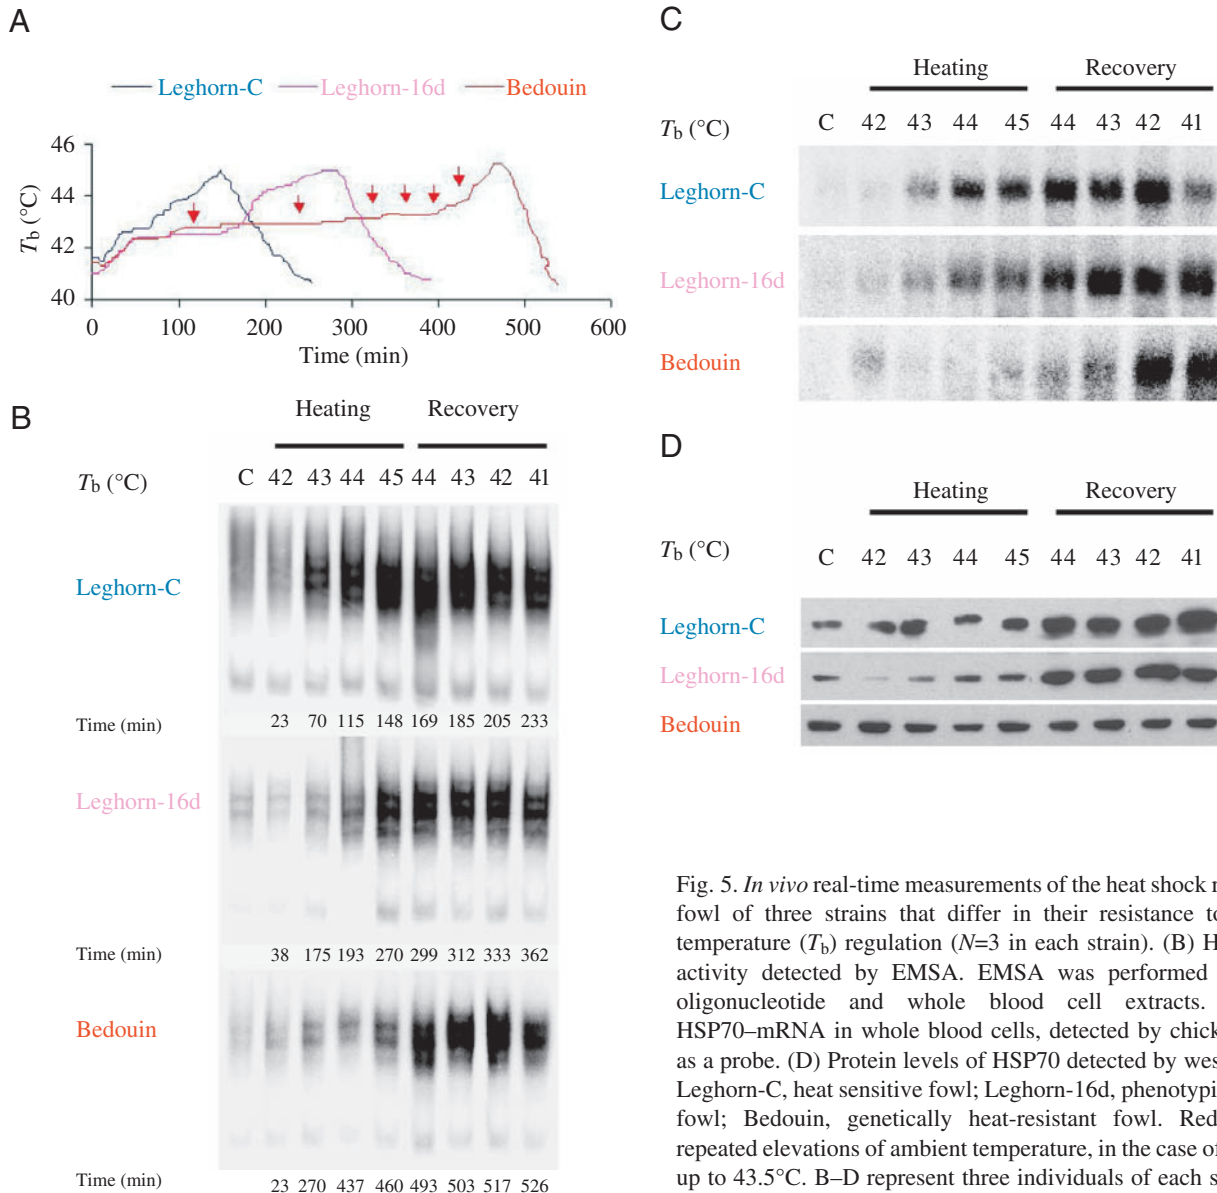 A
Leghorn-C Leghorn-16d Bedouin
46
44
42
40
Tb (°C)
0 100 200 300 400 500 600
Time (min)
B
Heating Recovery
Tb (°C) C 42 43 44 45 44 43 42 41
Leghorn-C
Time (min) 23 70 115 148 169 185 205 233
Leghorn-16d
Time (min) 38 175 193 270 299 312 333 362
Bedouin
Time (min) 23 270 437 460 493 503 517 526
C
Heating Recovery
Tb (°C) C 42 43 44 45 44 43 42 41
Leghorn-C
Leghorn-16d
Bedouin
D
Heating Recovery
Tb (°C) C 42 43 44 45 44 43 42 41
Leghorn-C
Leghorn-16d
Bedouin
Fig. 5. In vivo real-time measurements of the heat shock
fowl of three strains that differ in their resistance to
temperature (Tb) regulation (N=3 in each strain). (B) H
activity detected by EMSA. EMSA was performed
oligonucleotide and whole blood cell extracts.
HSP70–mRNA in whole blood cells, detected by chick
as a probe. (D) Protein levels of HSP70 detected by wes
Leghorn-C, heat sensitive fowl; Leghorn-16d, phenotypi
fowl; Bedouin, genetically heat-resistant fowl. Red
repeated elevations of ambient temperature, in the case of
up to 43.5°C. B–D represent three individuals of each s